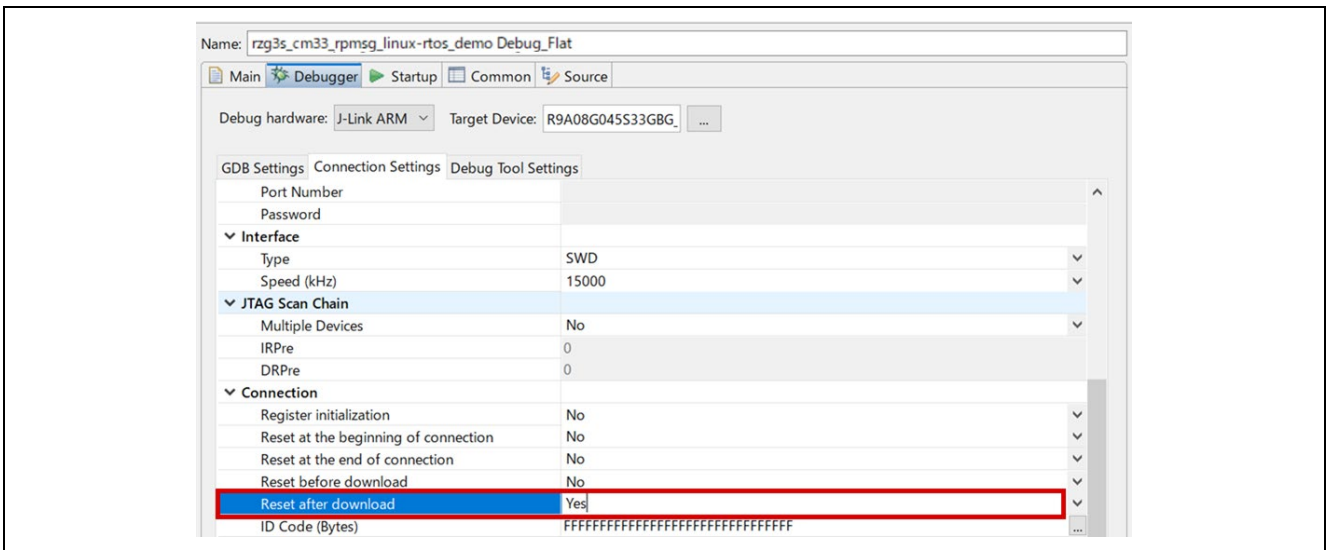 Name: rzg3s_cm33_rpmsg_linux-rtos_demo Debug_Flat
Main Debugger Startup Common Source
Debug hardware: J-Link ARM Target Device: R9A08G045S33GBG_ ...
GDB Settings Connection Settings Debug Tool Settings
Port Number
Password
Interface
Type SWD
Speed (kHz) 15000
JTAG Scan Chain
Multiple Devices No
IRPre 0
DRPre 0
Connection
Register initialization No
Reset at the beginning of connection No
Reset at the end of connection No
Reset before download No
Reset after download Yes
ID Code (Bytes) FFFFFFFFFFFFFFFFFFFFFFFFFFFFFFFF ...